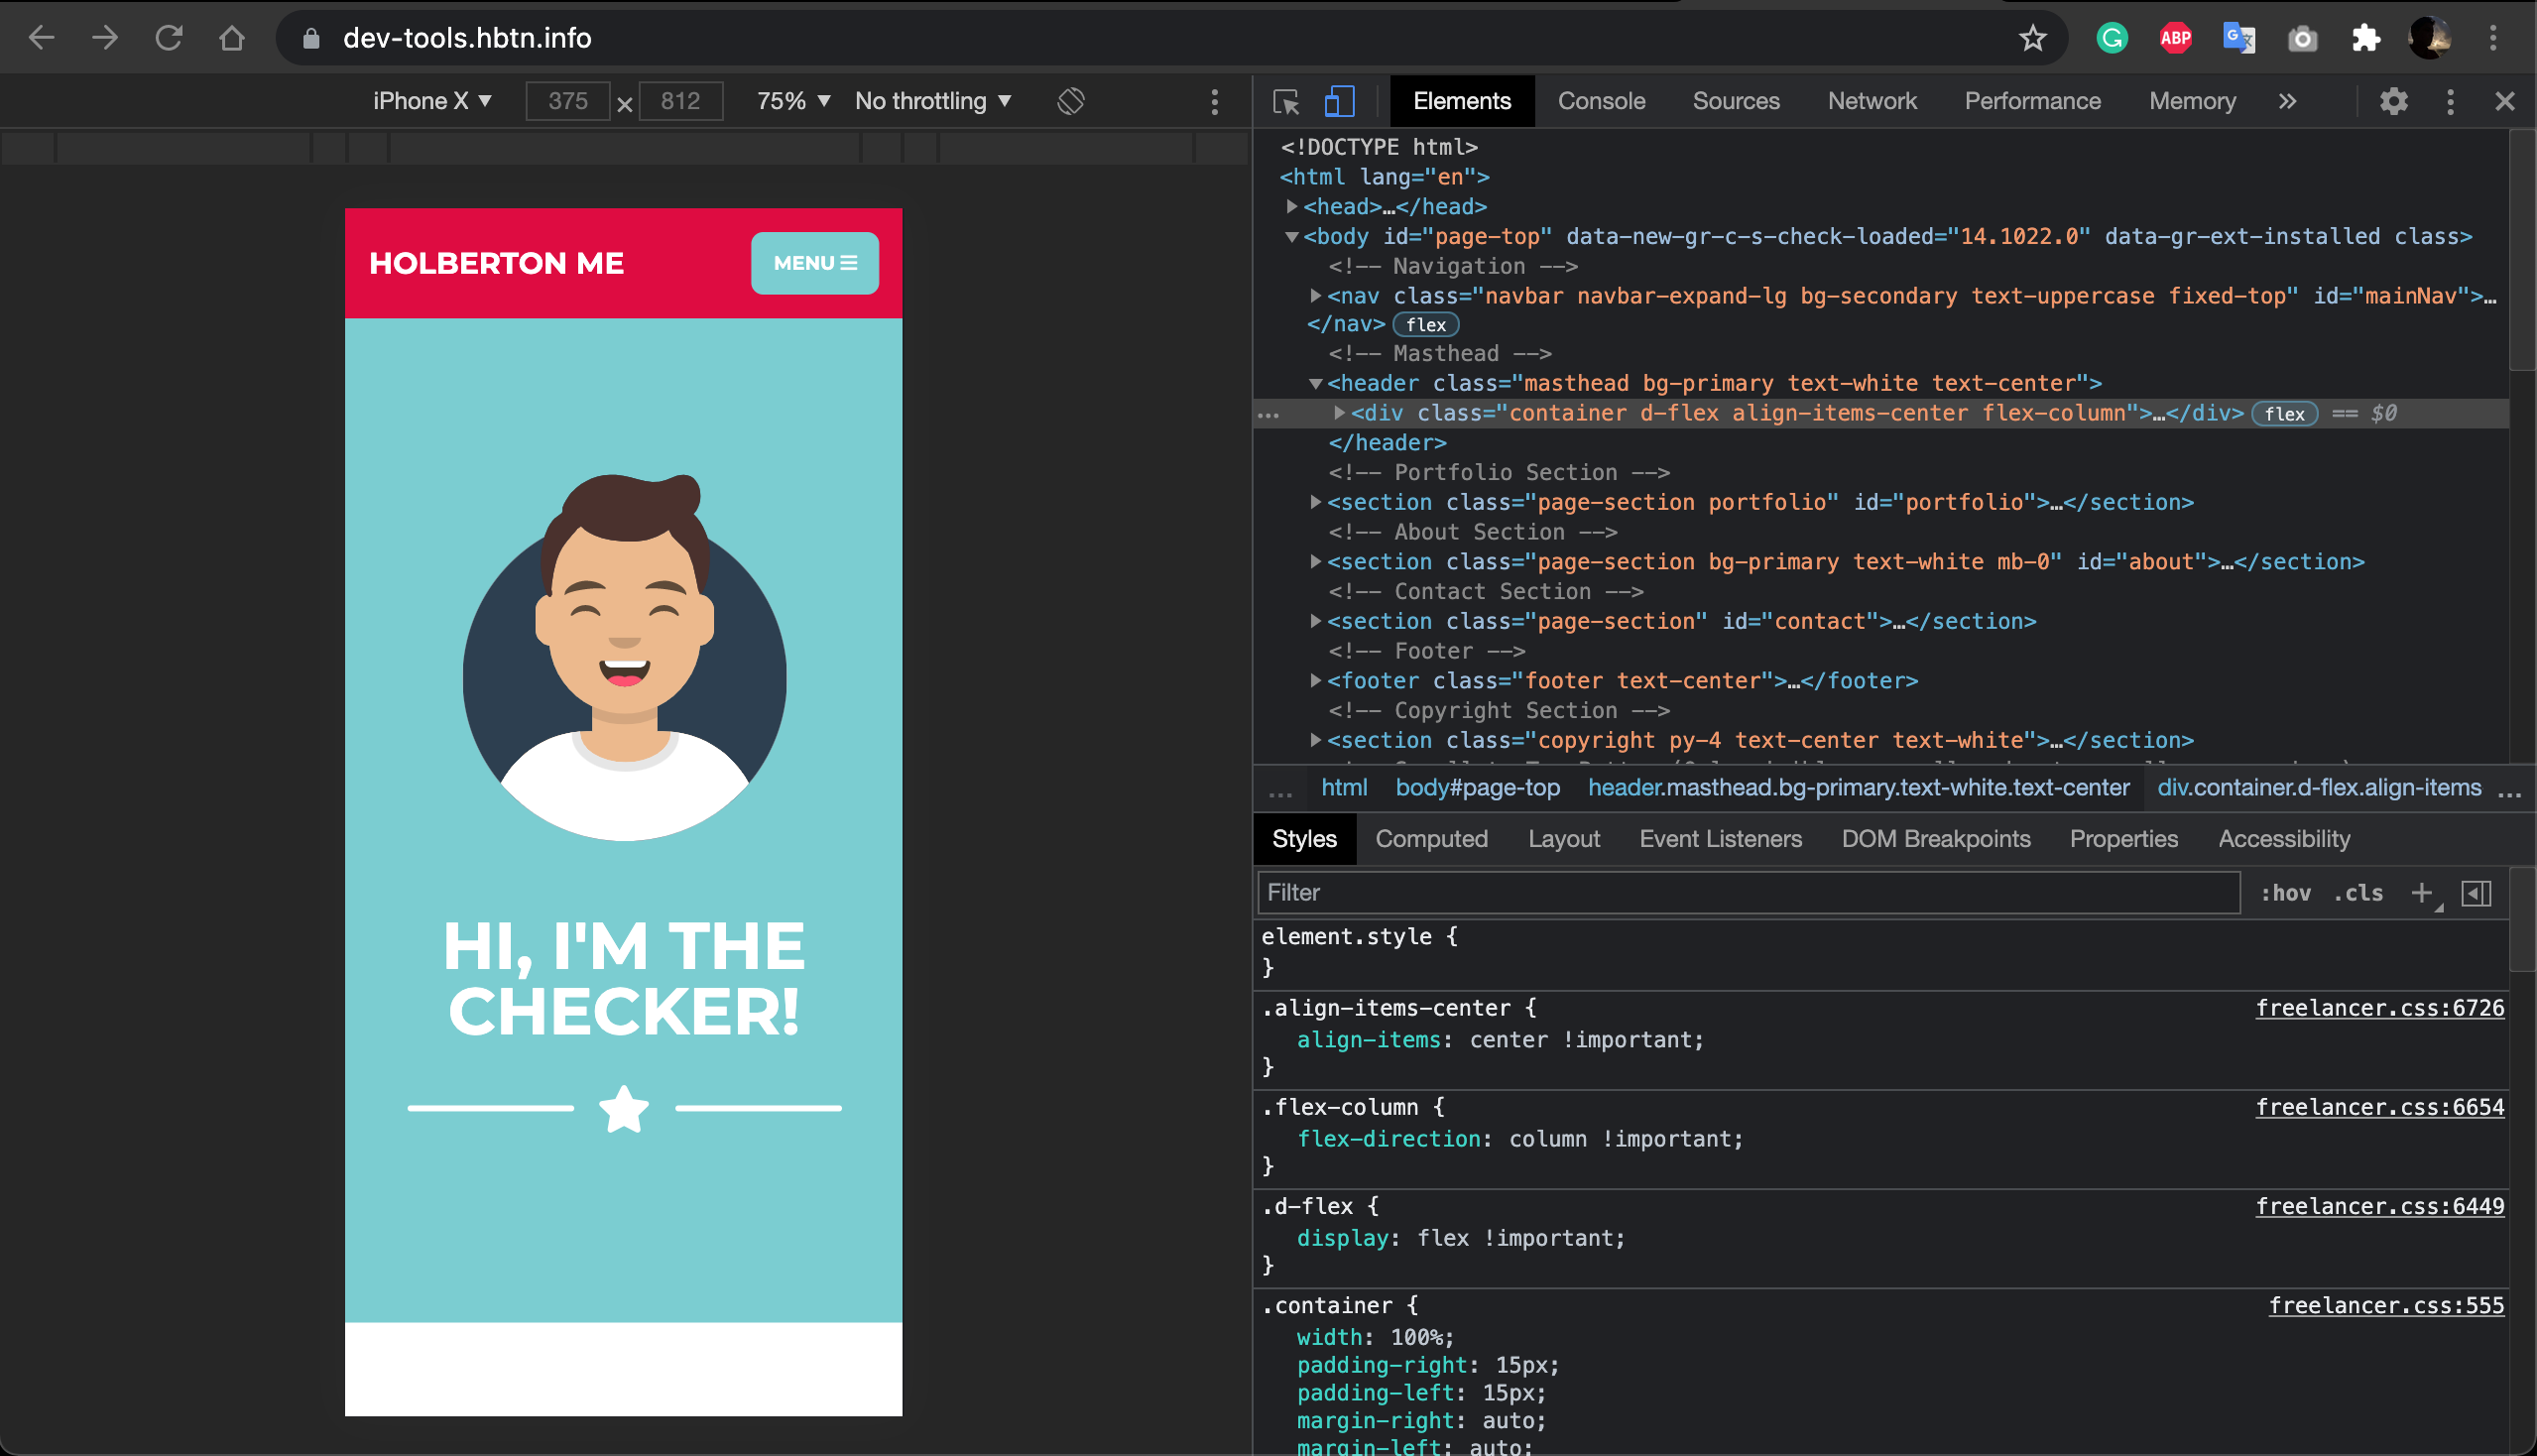 dev-tools.hbtn.info
ABP
iPhone X ▼ 375 × 812 75% ▼ No throttling ▼
Elements Console Sources Network Performance Memory »
HOLBERTON ME
MENU
HI, I'M THE
CHECKER!
<!DOCTYPE html>
<html lang="en">
<head>…</head>
<body id="page-top" data-new-gr-c-s-check-loaded="14.1022.0" data-gr-ext-installed class>
<!-- Navigation -->
<nav class="navbar navbar-expand-lg bg-secondary text-uppercase fixed-top" id="mainNav">…
</nav> flex
<!-- Masthead -->
<header class="masthead bg-primary text-white text-center">
… <div class="container d-flex align-items-center flex-column">…</div> flex == $0
</header>
<!-- Portfolio Section -->
<section class="page-section portfolio" id="portfolio">…</section>
<!-- About Section -->
<section class="page-section bg-primary text-white mb-0" id="about">…</section>
<!-- Contact Section -->
<section class="page-section" id="contact">…</section>
<!-- Footer -->
<footer class="footer text-center">…</footer>
<!-- Copyright Section -->
<section class="copyright py-4 text-center text-white">…</section>
… html body#page-top header.masthead.bg-primary.text-white.text-center div.container.d-flex.align-items …
Styles Computed Layout Event Listeners DOM Breakpoints Properties Accessibility
Filter :hov .cls +
element.style {
}
.align-items-center { freelancer.css:6726
align-items: center !important;
}
.flex-column { freelancer.css:6654
flex-direction: column !important;
}
.d-flex { freelancer.css:6449
display: flex !important;
}
.container { freelancer.css:555
width: 100%;
padding-right: 15px;
padding-left: 15px;
margin-right: auto;
margin-left: auto;